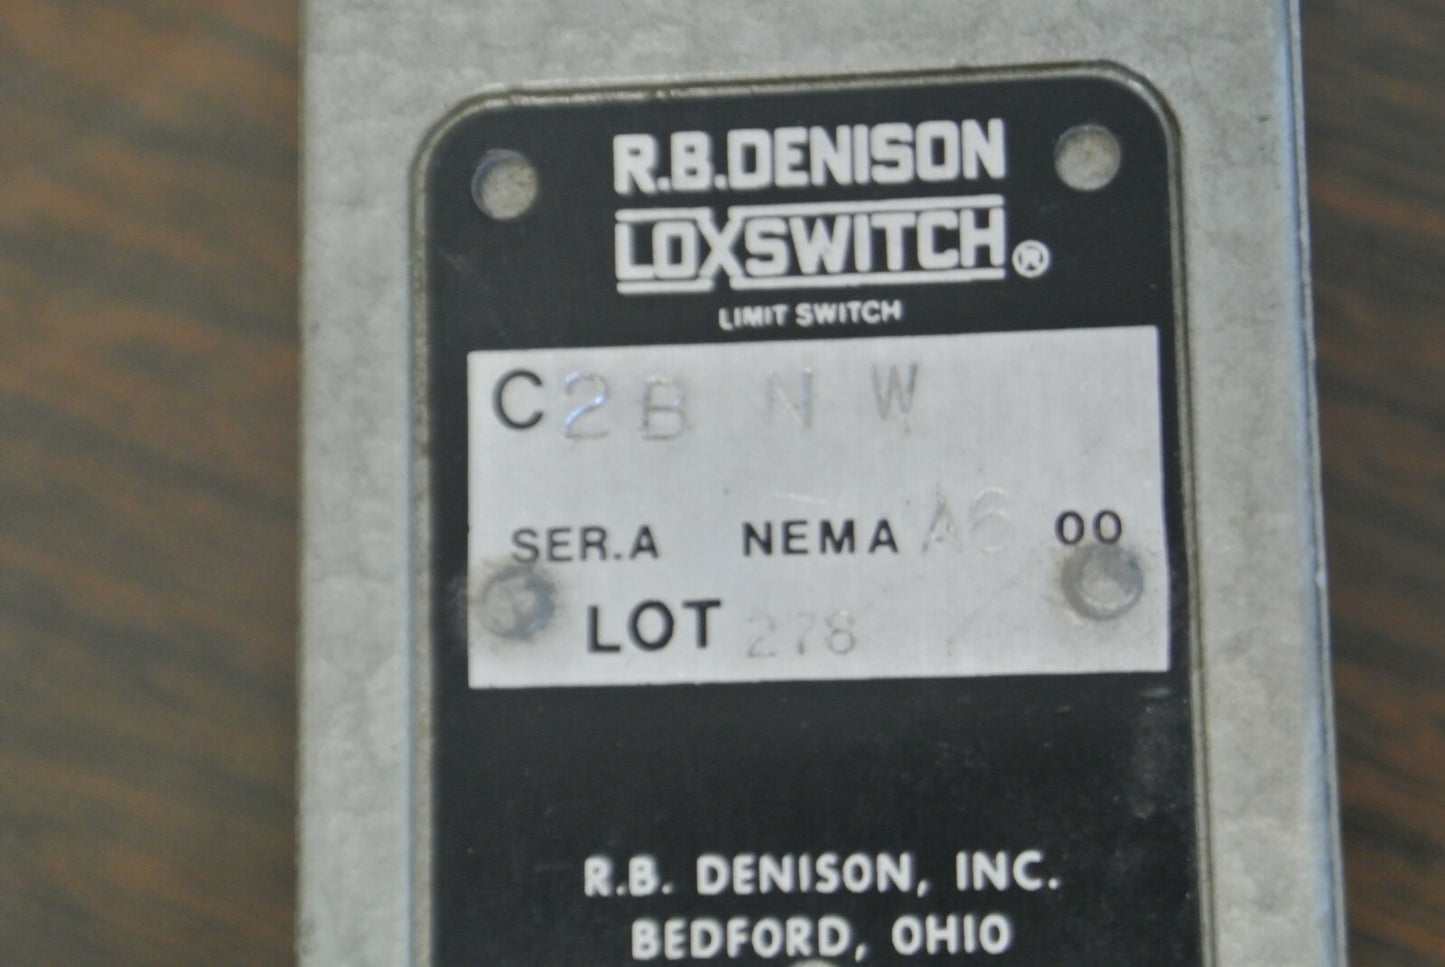 R.B.DENISON
LOXSWITCH®
LIMIT SWITCH
C2B N W
SER.A NEMA A6 00
LOT 278
R.B. DENISON, INC.
BEDFORD, OHIO